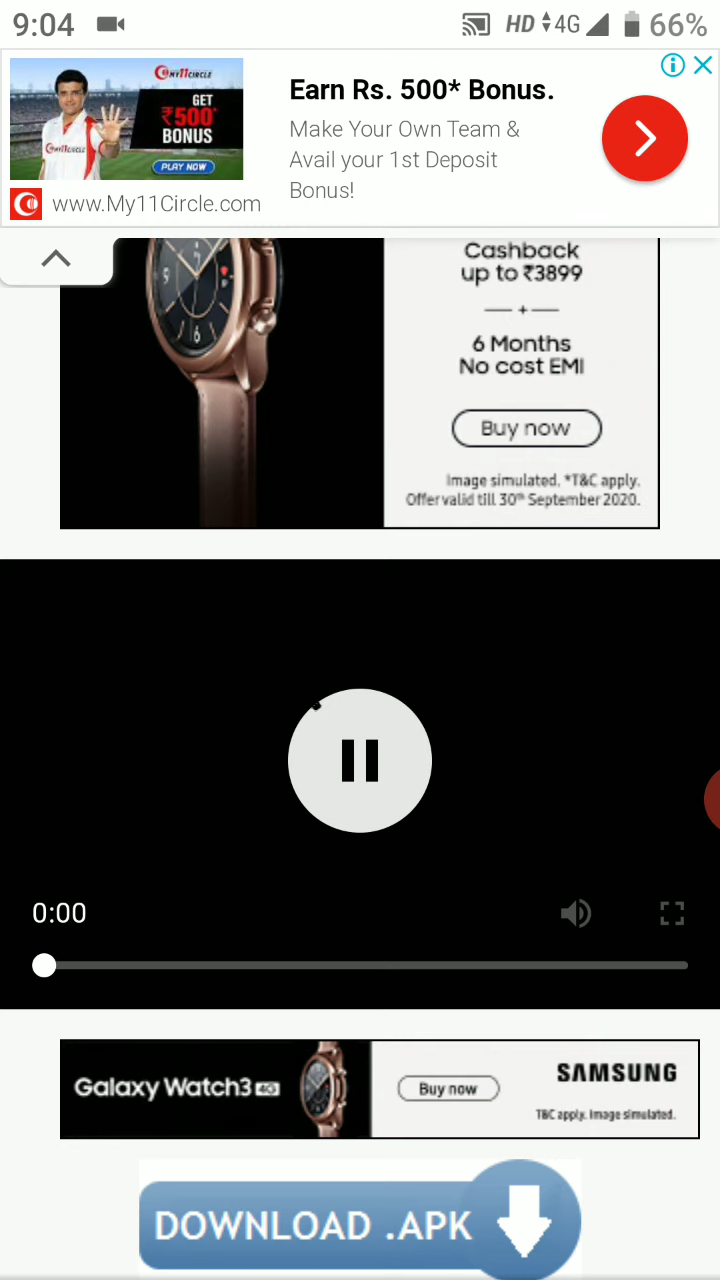 9:04
HD 4G 66%
MY11CIRCLE
GET
₹500*
BONUS
PLAY NOW
Earn Rs. 500* Bonus.
Make Your Own Team &
Avail your 1st Deposit
Bonus!
www.My11Circle.com
Cashback
up to ₹3899
+
6 Months
No cost EMI
Buy now
Image simulated. *T&C apply.
Offer valid till 30th September 2020.
0:00
Galaxy Watch3 4G
Buy now
SAMSUNG
T&C apply. Image simulated.
DOWNLOAD .APK